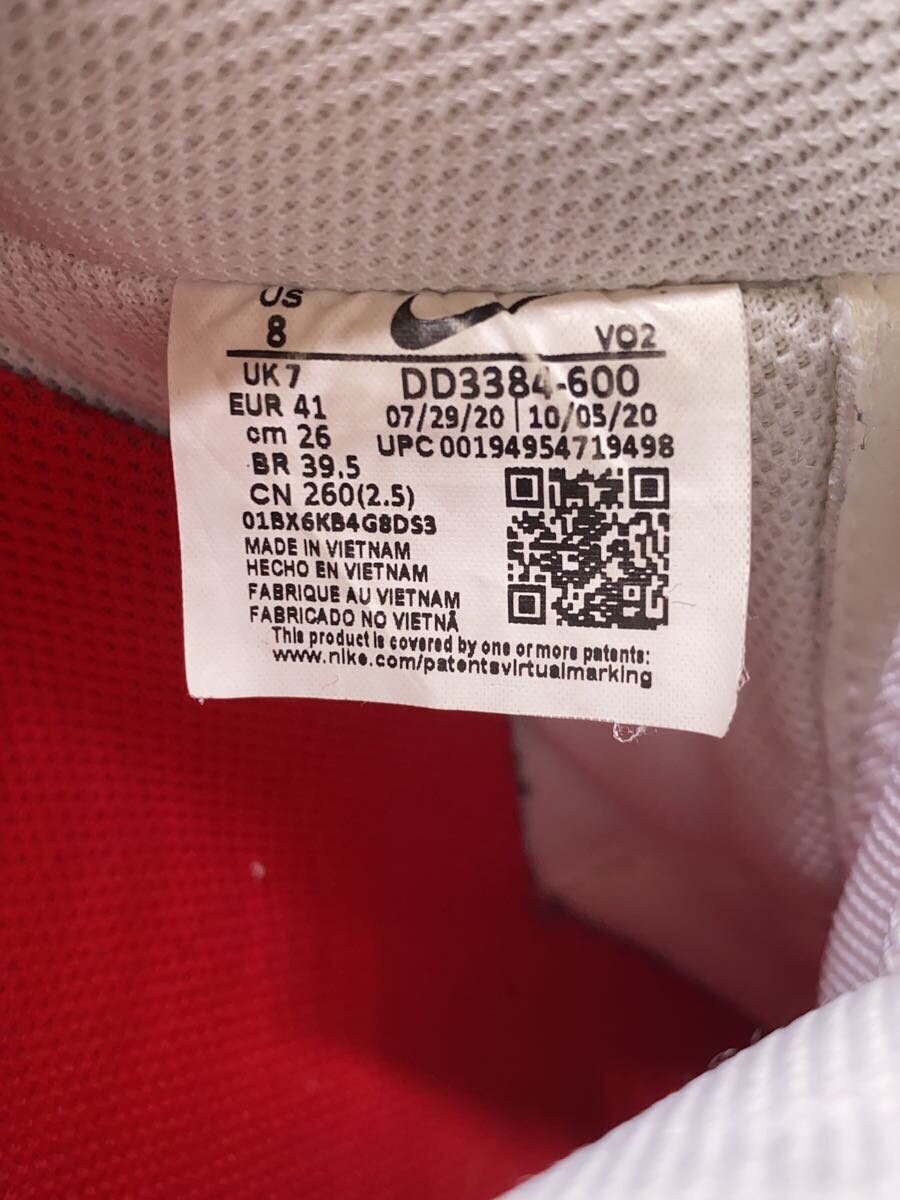 US
8
VO2
UK 7
DD3384-600
EUR 41
07/29/20 | 10/05/20
cm 26
UPC 00194954719498
BR 39.5
CN 260(2.5)
01BX6KB4G8DS3
MADE IN VIETNAM
HECHO EN VIETNAM
FABRIQUE AU VIETNAM
FABRICADO NO VIETNÃ
This product is covered by one or more patents:
www.nike.com/patentsvirtualmarking